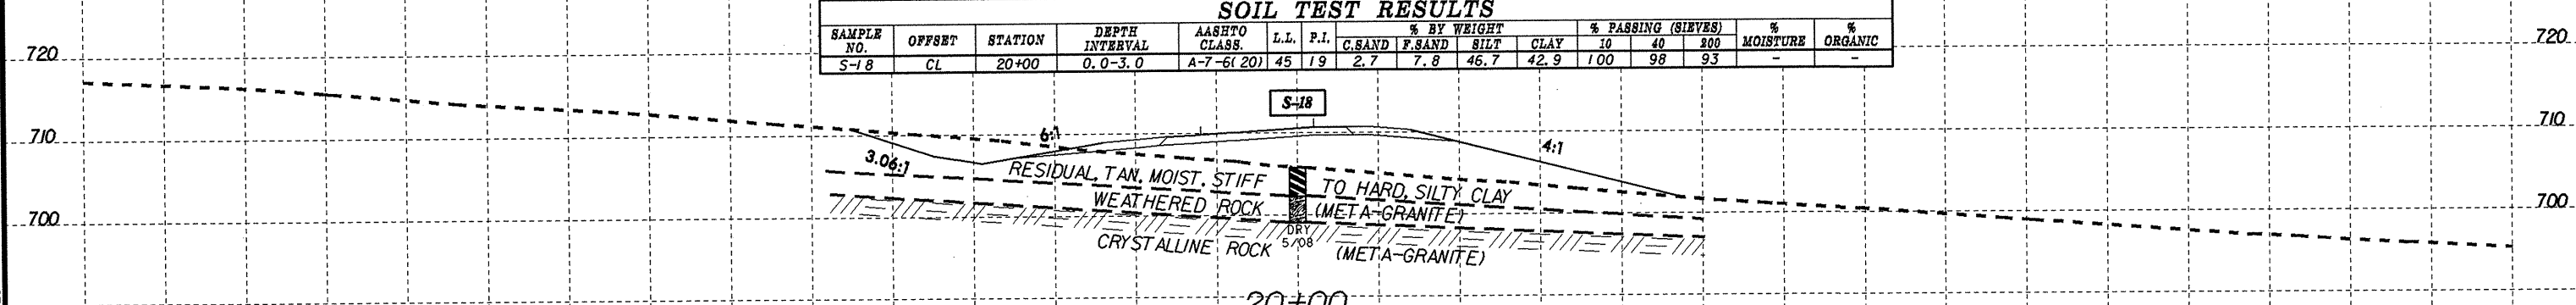 SOIL TEST RESULTS
SAMPLE NO. OFFSET STATION DEPTH INTERVAL AASHTO CLASS. L.L. P.I. % BY WEIGHT % PASSING (SIEVES) % MOISTURE % ORGANIC
C.SAND F.SAND SILT CLAY 10 40 200
S-18 CL 20+00 0.0-3.0 A-7-6(20) 45 19 2.7 7.8 46.7 42.9 100 98 93 - -
720 720
S-18
710 6:1 4:1 710
3.06:1
RESIDUAL, TAN, MOIST, STIFF TO HARD, SILTY CLAY
WEATHERED ROCK (META-GRANITE)
700 700
DRY
5/08
CRYSTALLINE ROCK (META-GRANITE)
20+00